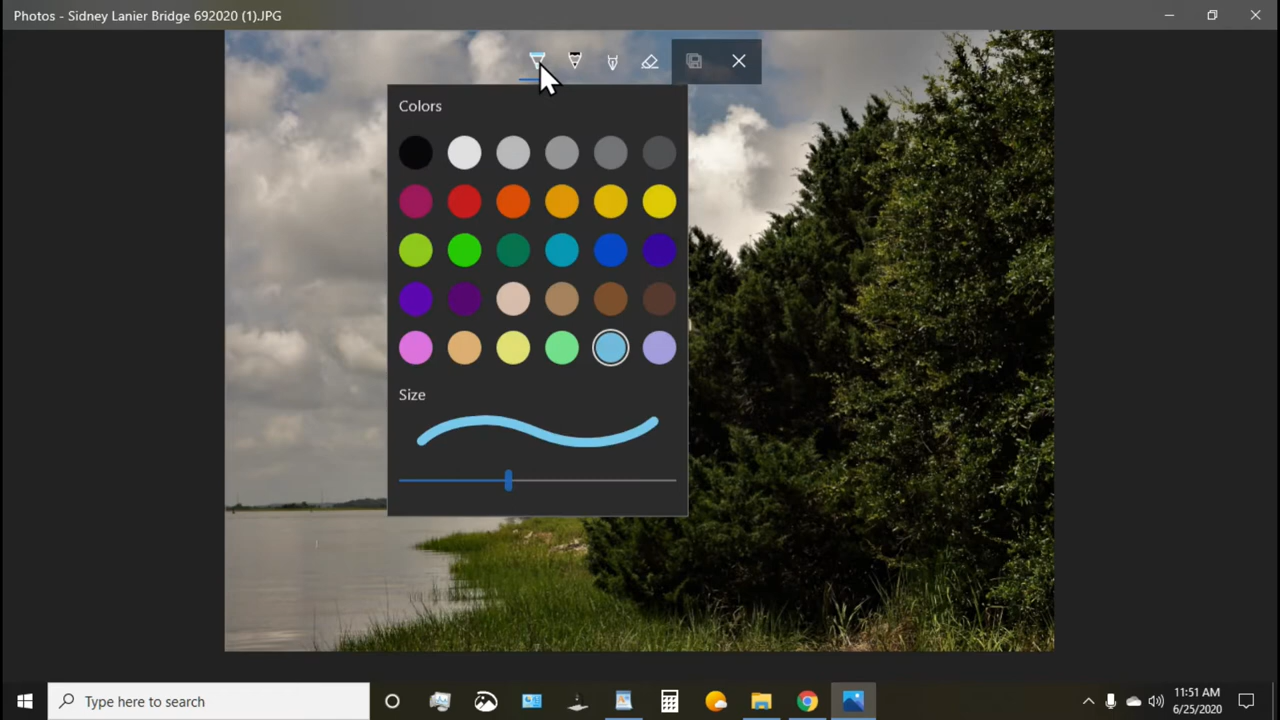 Photos - Sidney Lanier Bridge 692020 (1).JPG
Colors
Size
Type here to search
11:51 AM
6/25/2020